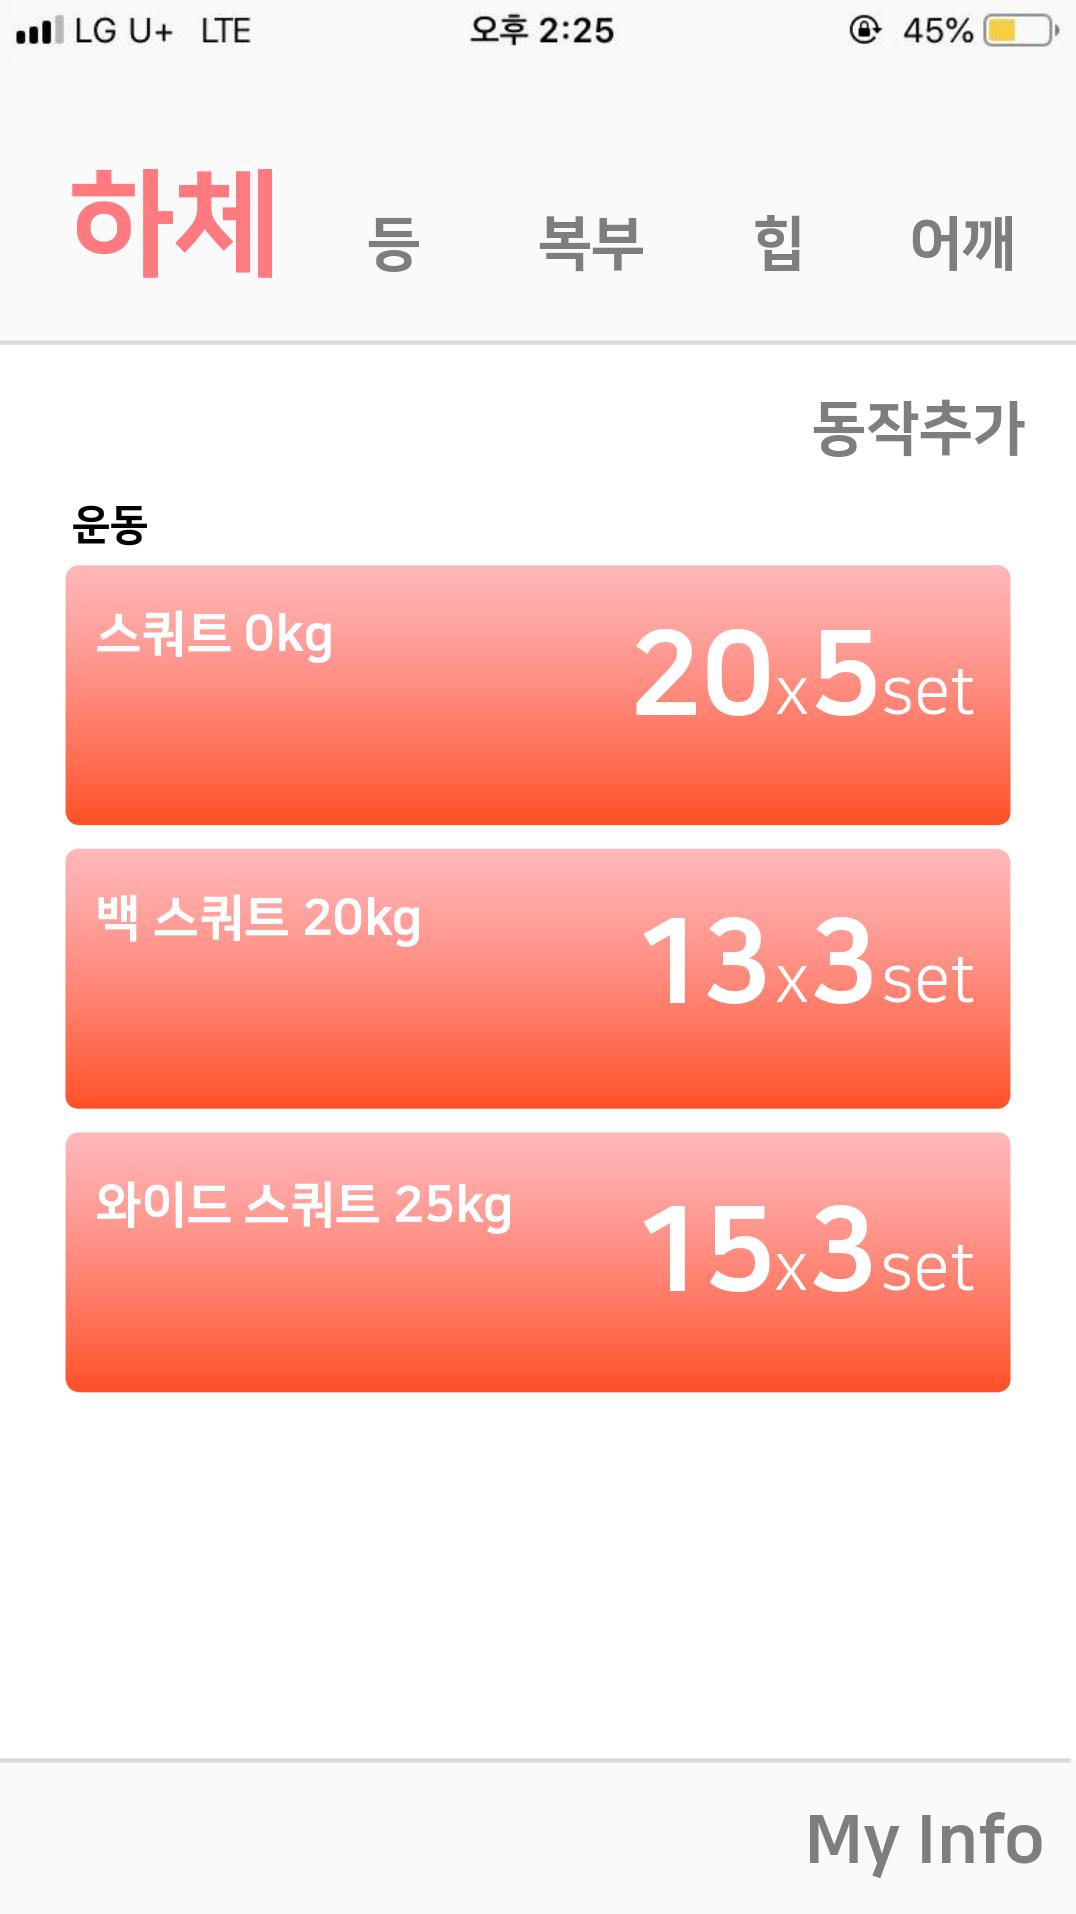 LG U+ LTE 오후 2:25 45%
하체 등 복부 힙 어깨
동작추가
운동
스쿼트 0kg 20x5set
백 스쿼트 20kg 13x3set
와이드 스쿼트 25kg 15x3set
My Info